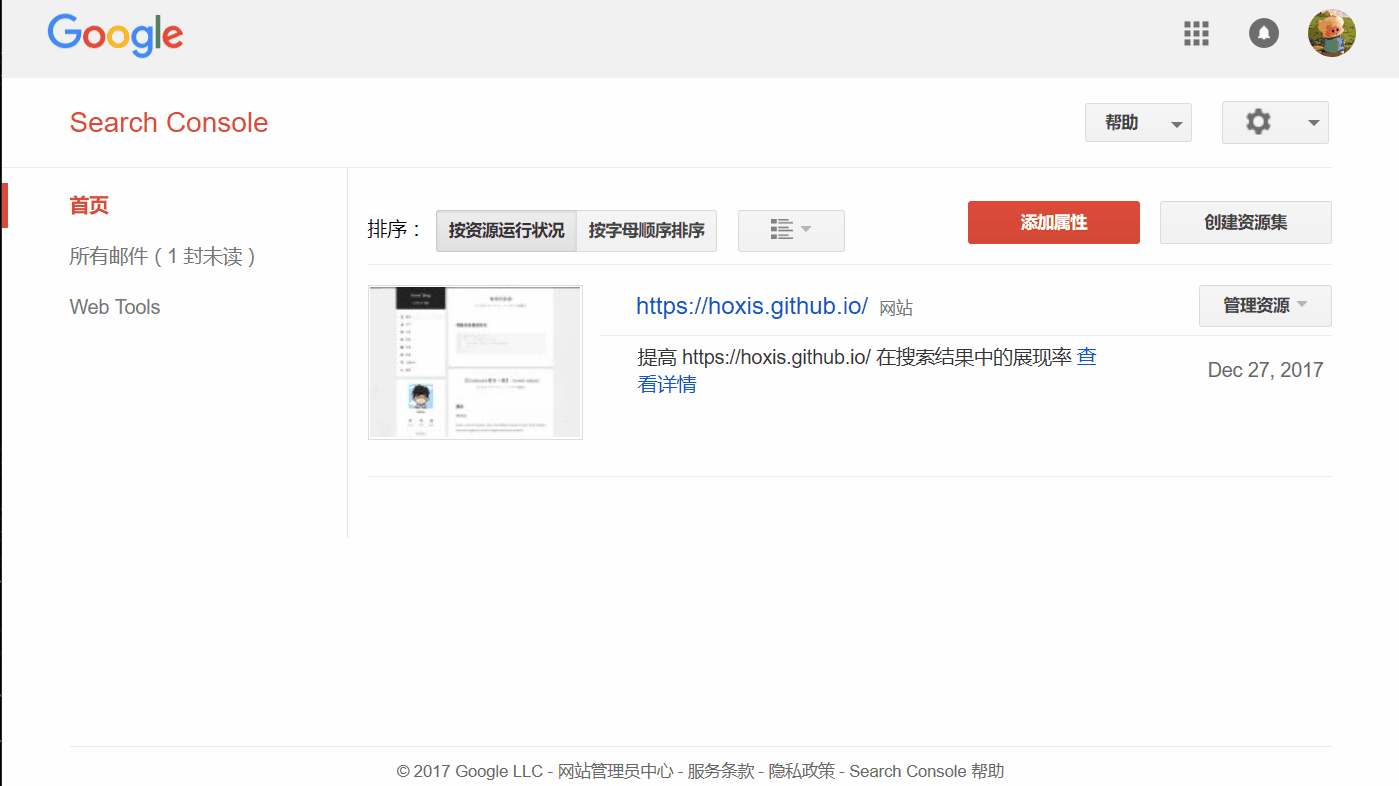 Google
Search Console
帮助
首页
所有邮件 ( 1 封未读 )
Web Tools
排序：
按资源运行状况
按字母顺序排序
添加属性
创建资源集
https://hoxis.github.io/ 网站
管理资源
提高 https://hoxis.github.io/ 在搜索结果中的展现率 查
看详情
Dec 27, 2017
© 2017 Google LLC - 网站管理员中心 - 服务条款 - 隐私政策 - Search Console 帮助